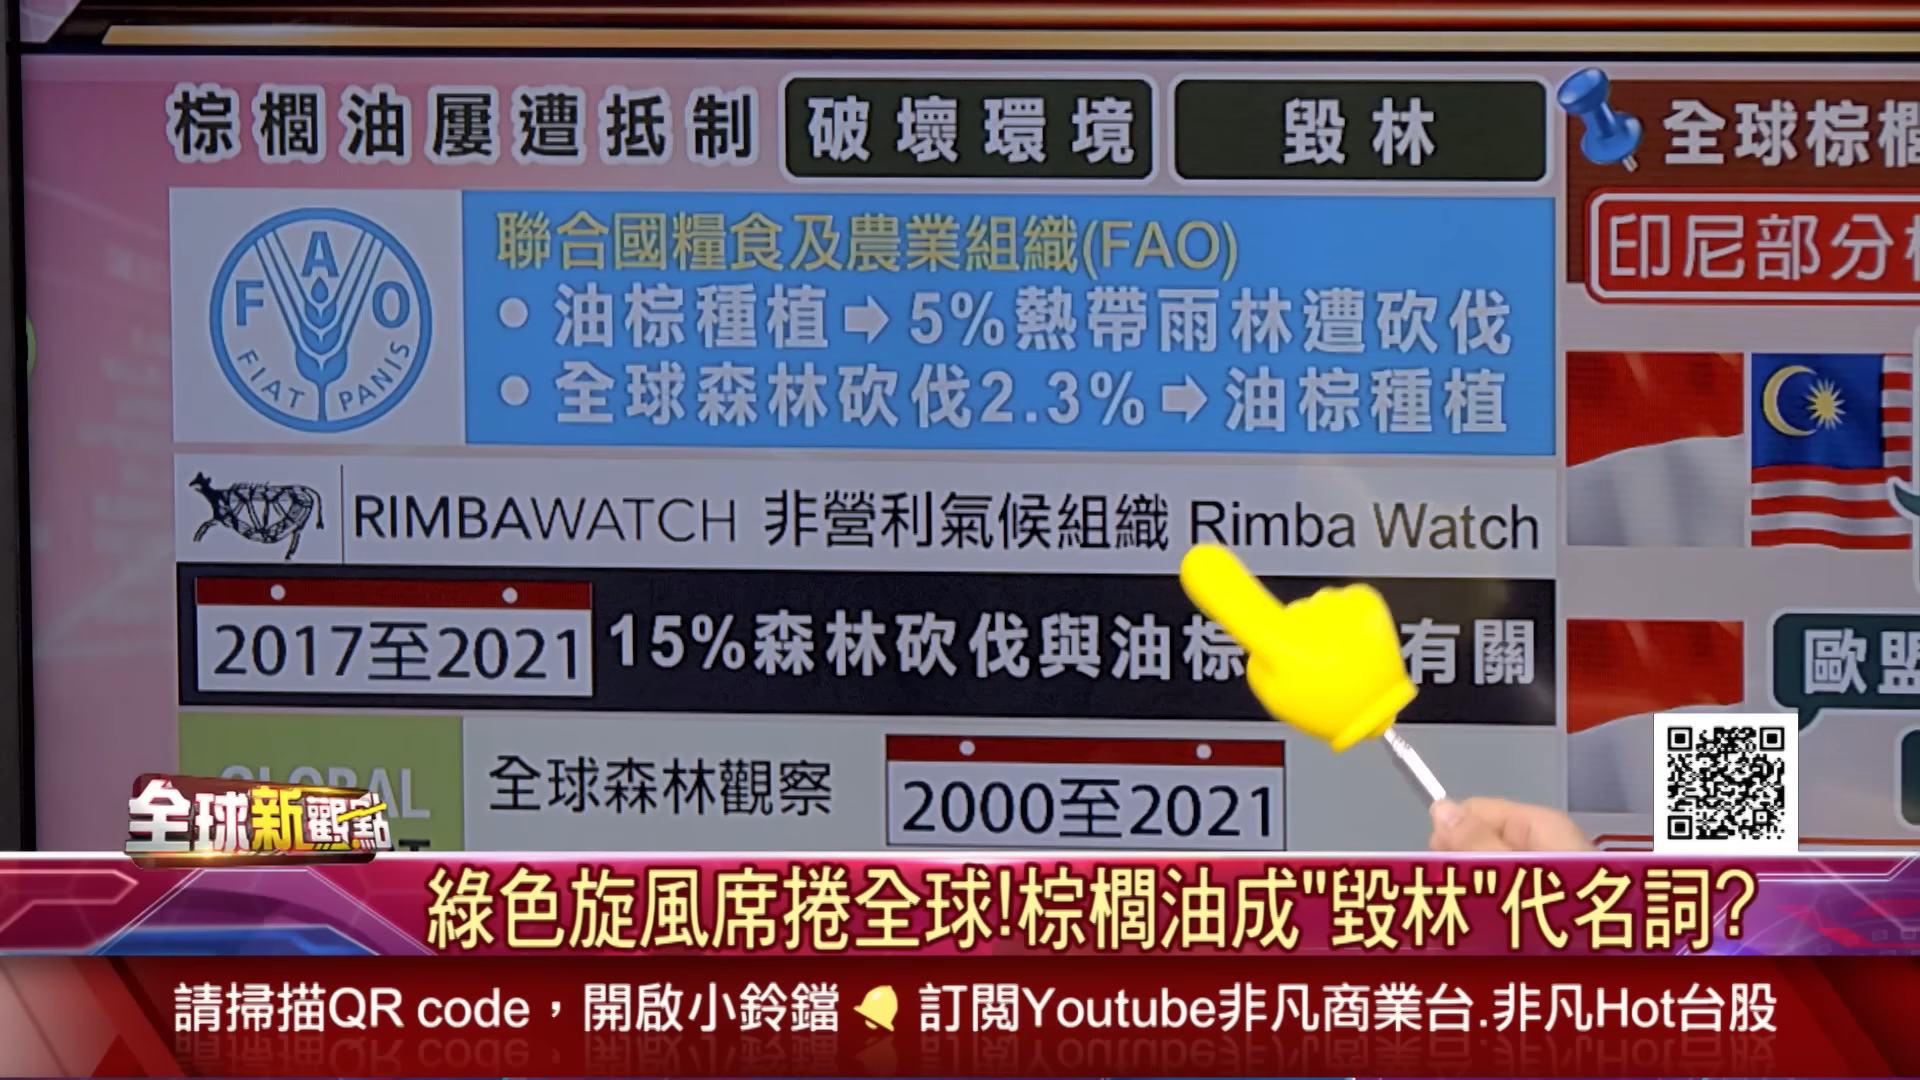 棕櫚油屢遭抵制 破壞環境 毀林
全球棕櫚
印尼部分
FAO
FIAT PANIS
聯合國糧食及農業組織(FAO)
• 油棕種植➡5%熱帶雨林遭砍伐
• 全球森林砍伐2.3%➡油棕種植
RIMBAWATCH 非營利氣候組織 Rimba Watch
2017至2021 15%森林砍伐與油棕 有關
歐盟
全球森林觀察 2000至2021
全球新觀點
綠色旋風席捲全球!棕櫚油成"毀林"代名詞?
請掃描QR code，開啟小鈴鐺🔔訂閱Youtube非凡商業台.非凡Hot台股